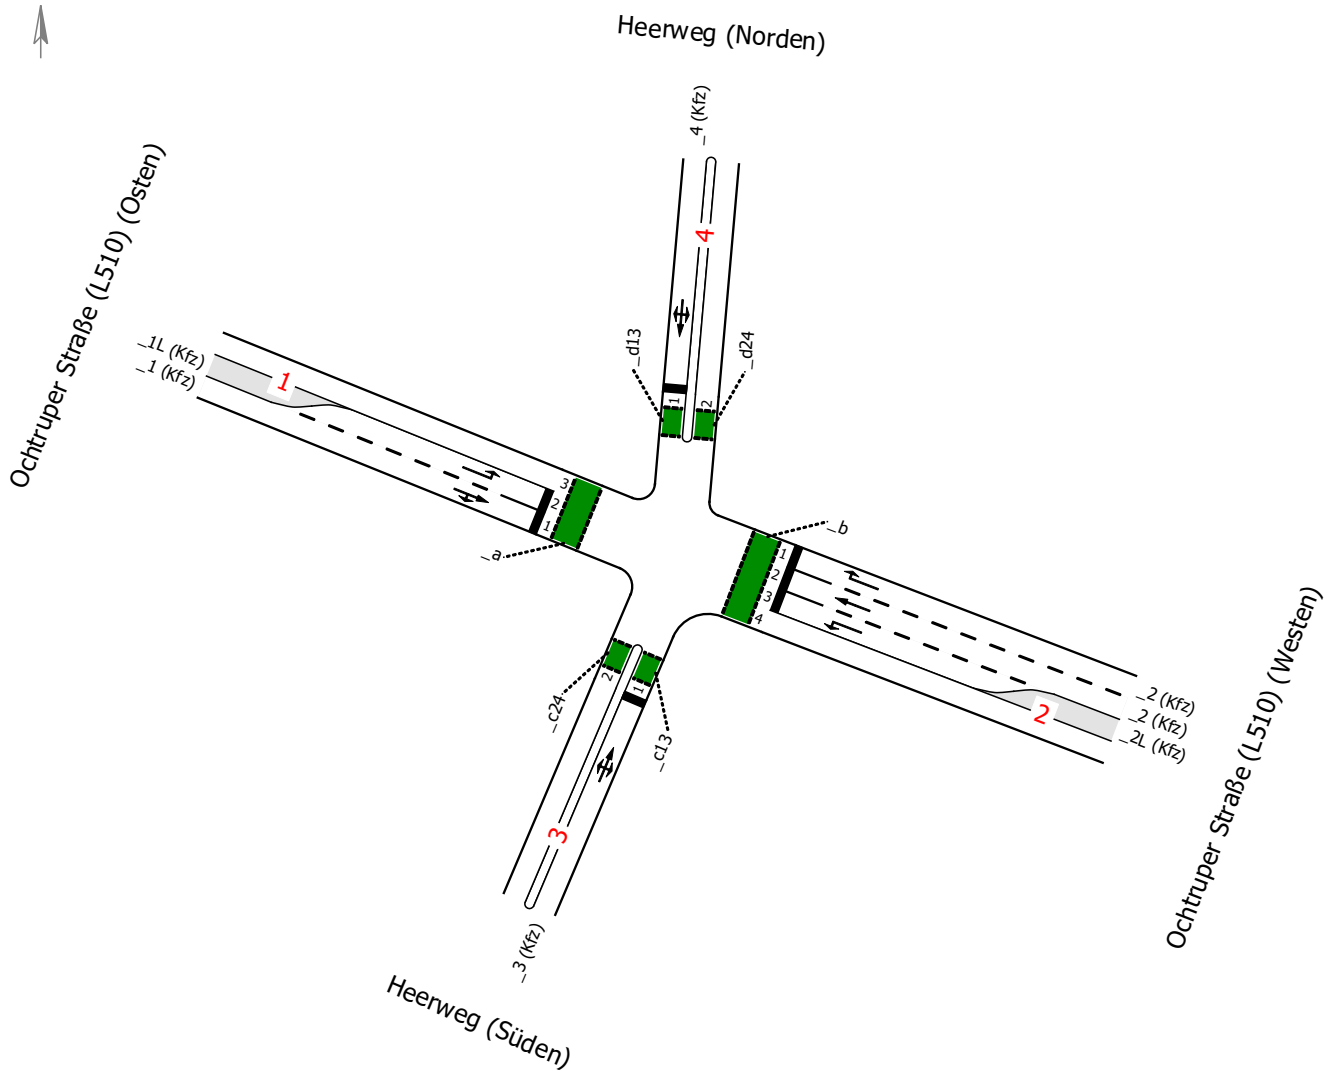 Heerweg (Norden)
_4 (Kfz)
4
Ochtruper Straße (L510) (Osten)
_d13
_d24
_1L (Kfz)
_1 (Kfz)
1
1
2
3
2
1
_a
_b
1
2
3
4
_2 (Kfz)
_2 (Kfz)
_2L (Kfz)
2
Ochtruper Straße (L510) (Westen)
2
1
_c24
_c13
3
_3 (Kfz)
Heerweg (Süden)